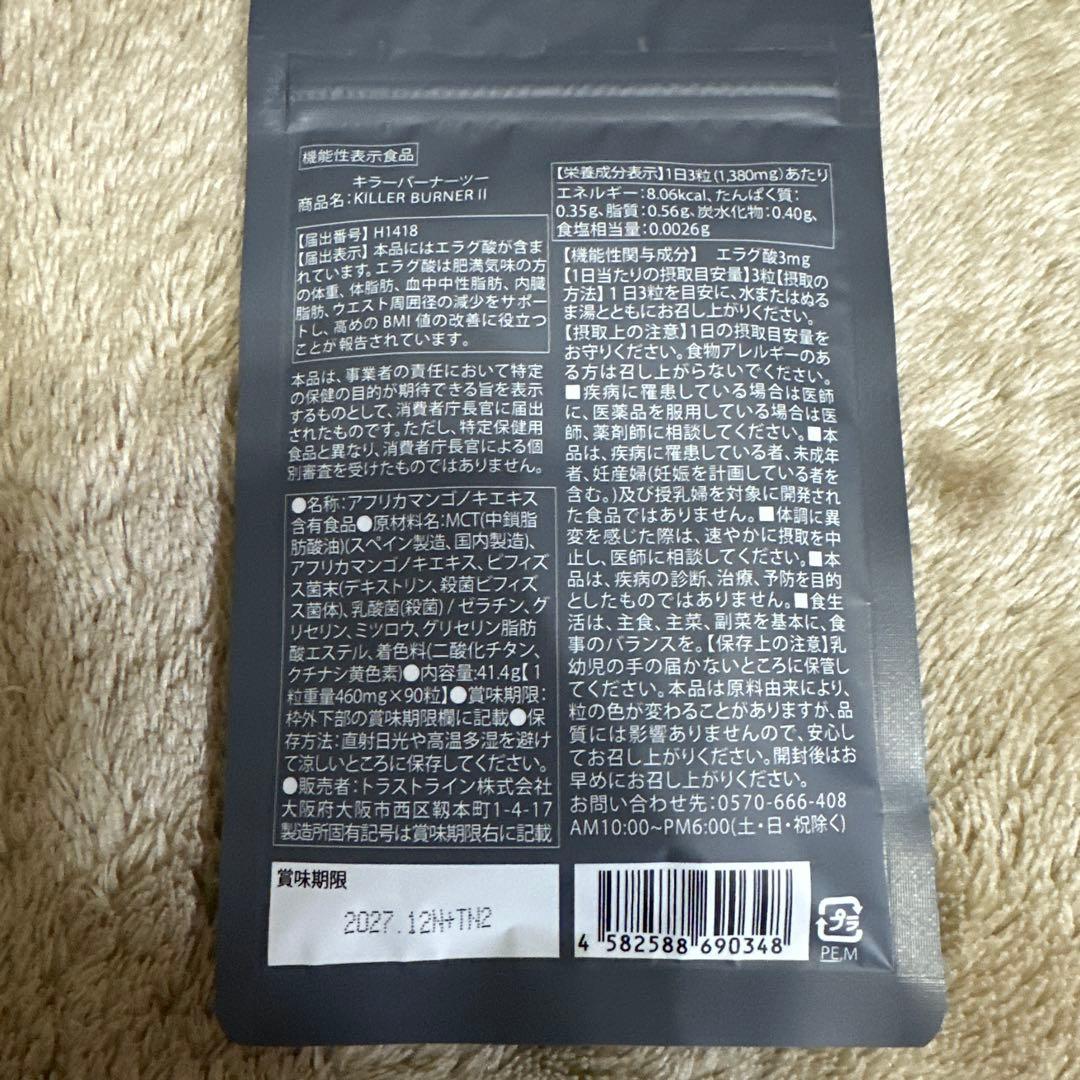 機能性表示食品
キラーバーナーツー
商品名:KILLER BURNER II
【届出番号】H1418
【届出表示】本品にはエラグ酸が含ま
れています。エラグ酸は肥満気味の方
の体重、体脂肪、血中中性脂肪、内臓
脂肪、ウエスト周囲径の減少をサポー
トし、高めのBMI値の改善に役立つ
ことが報告されています。
本品は、事業者の責任において特定
の保健の目的が期待できる旨を表示
するものとして、消費者庁長官に届出
されたものです。ただし、特定保健用
食品と異なり、消費者庁長官による個
別審査を受けたものではありません。
●名称:アフリカマンゴノキエキス
含有食品●原材料名:MCT(中鎖脂
肪酸油)(スペイン製造、国内製造)、
アフリカマンゴノキエキス、ビフィズ
ス菌末(デキストリン、殺菌ビフィズ
ス菌体)、乳酸菌(殺菌)/ゼラチン、グ
リセリン、ミツロウ、グリセリン脂肪
酸エステル、着色料(二酸化チタン、
クチナシ黄色素)●内容量:41.4g【1
粒重量460mg×90粒】●賞味期限:
枠外下部の賞味期限欄に記載●保
存方法:直射日光や高温多湿を避け
て涼しいところに保存してください。
●販売者:トラストライン株式会社
大阪府大阪市西区靱本町1-4-17
製造所固有記号は賞味期限右に記載
【栄養成分表示】1日3粒(1,380mg)あたり
エネルギー:8.06kcal、たんぱく質:
0.35g、脂質:0.56g、炭水化物:0.40g、
食塩相当量:0.0026g
【機能性関与成分】 エラグ酸3mg
【1日当たりの摂取目安量】3粒【摂取の
方法】1日3粒を目安に、水またはぬる
ま湯とともにお召し上がりください。
【摂取上の注意】1日の摂取目安量を
お守りください。食物アレルギーのあ
る方は召し上がらないでください。
■疾病に罹患している場合は医師
に、医薬品を服用している場合は医
師、薬剤師に相談してください。■本
品は、疾病に罹患している者、未成年
者、妊産婦(妊娠を計画している者を
含む。)及び授乳婦を対象に開発され
た食品ではありません。■体調に異
変を感じた際は、速やかに摂取を中
止し、医師に相談してください。■本
品は、疾病の診断、治療、予防を目的
としたものではありません。■食生
活は、主食、主菜、副菜を基本に、食
事のバランスを。【保存上の注意】乳
幼児の手の届かないところに保管し
てください。本品は原料由来により、
粒の色が変わることがありますが、品
質には影響ありませんので、安心し
てお召し上がりください。開封後はお
早めにお召し上がりください。
お問い合わせ先:0570-666-408
AM10:00~PM6:00(土・日・祝除く)
賞味期限
2027.12N+TN2
4 582588 690348
プラ
PE,M